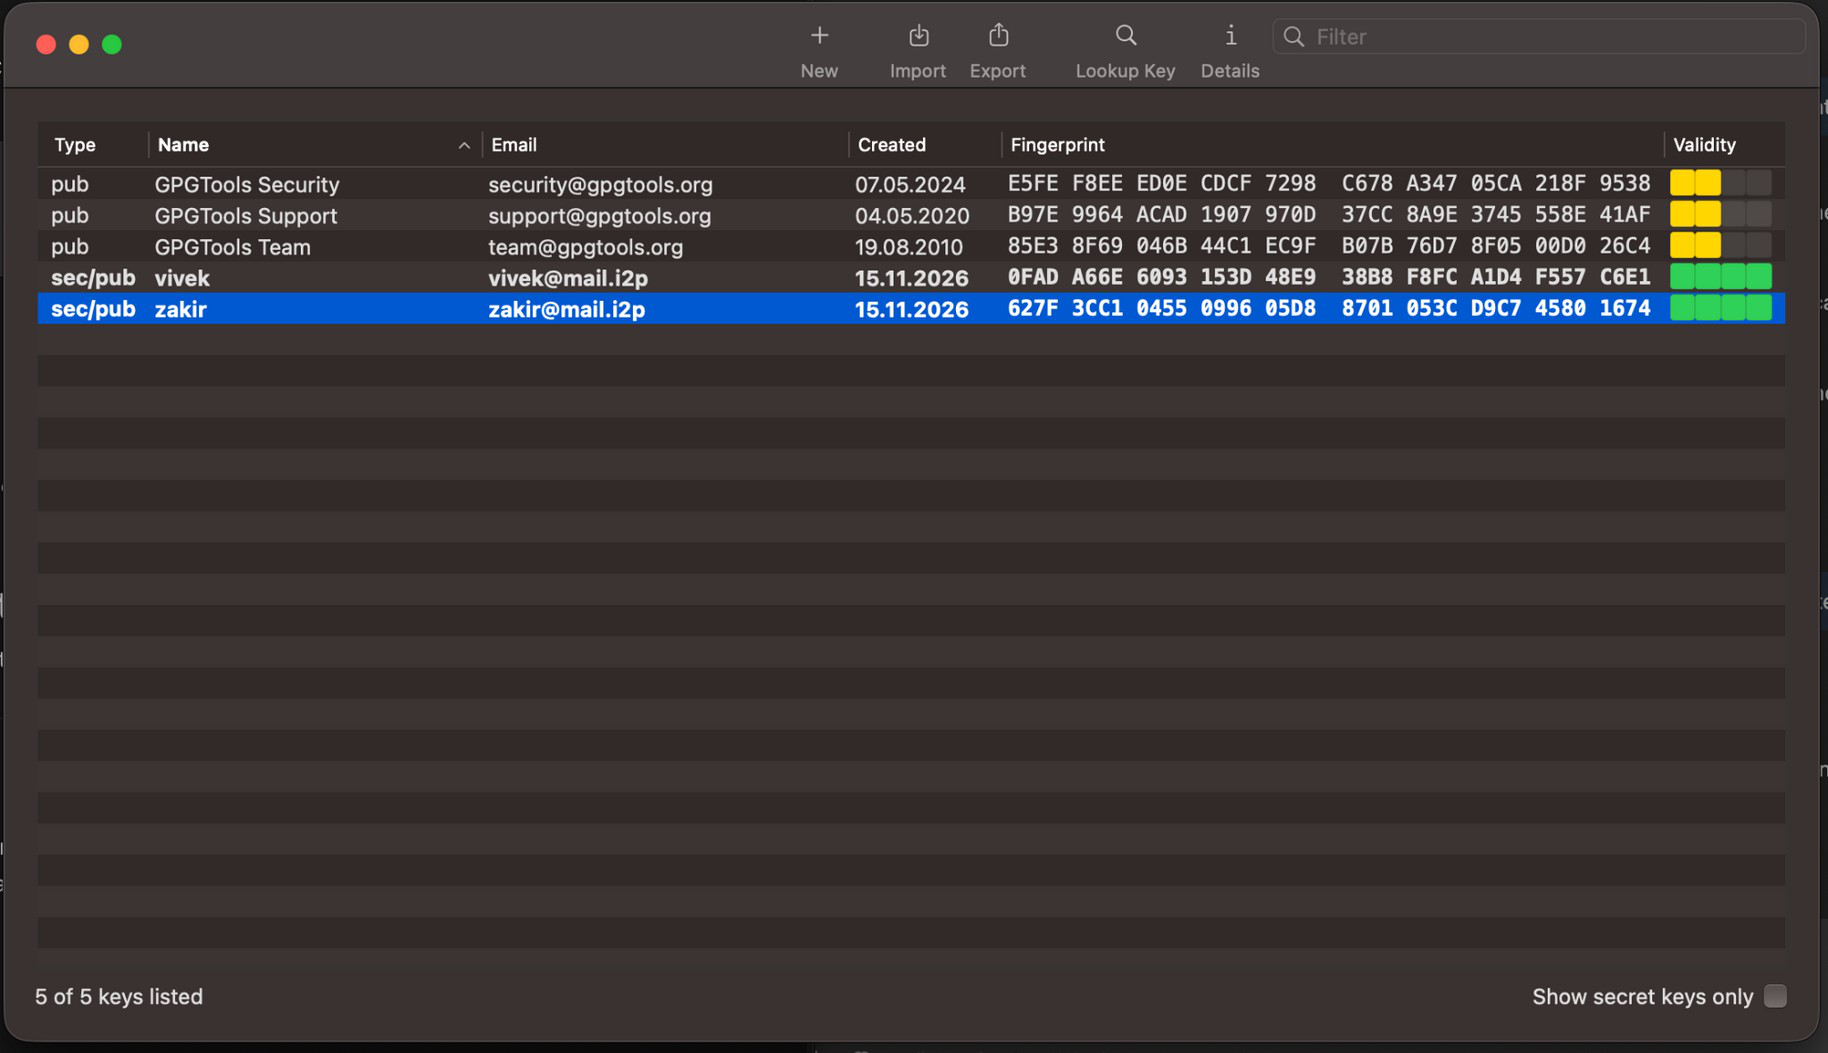 New Import Export Lookup Key Details Filter
Type Name Email Created Fingerprint Validity
pub GPGTools Security security@gpgtools.org 07.05.2024 E5FE F8EE ED0E CDCF 7298 C678 A347 05CA 218F 9538
pub GPGTools Support support@gpgtools.org 04.05.2020 B97E 9964 ACAD 1907 970D 37CC 8A9E 3745 558E 41AF
pub GPGTools Team team@gpgtools.org 19.08.2010 85E3 8F69 046B 44C1 EC9F B07B 76D7 8F05 00D0 26C4
sec/pub vivek vivek@mail.i2p 15.11.2026 0FAD A66E 6093 153D 48E9 38B8 F8FC A1D4 F557 C6E1
sec/pub zakir zakir@mail.i2p 15.11.2026 627F 3CC1 0455 0996 05D8 8701 053C D9C7 4580 1674
5 of 5 keys listed Show secret keys only